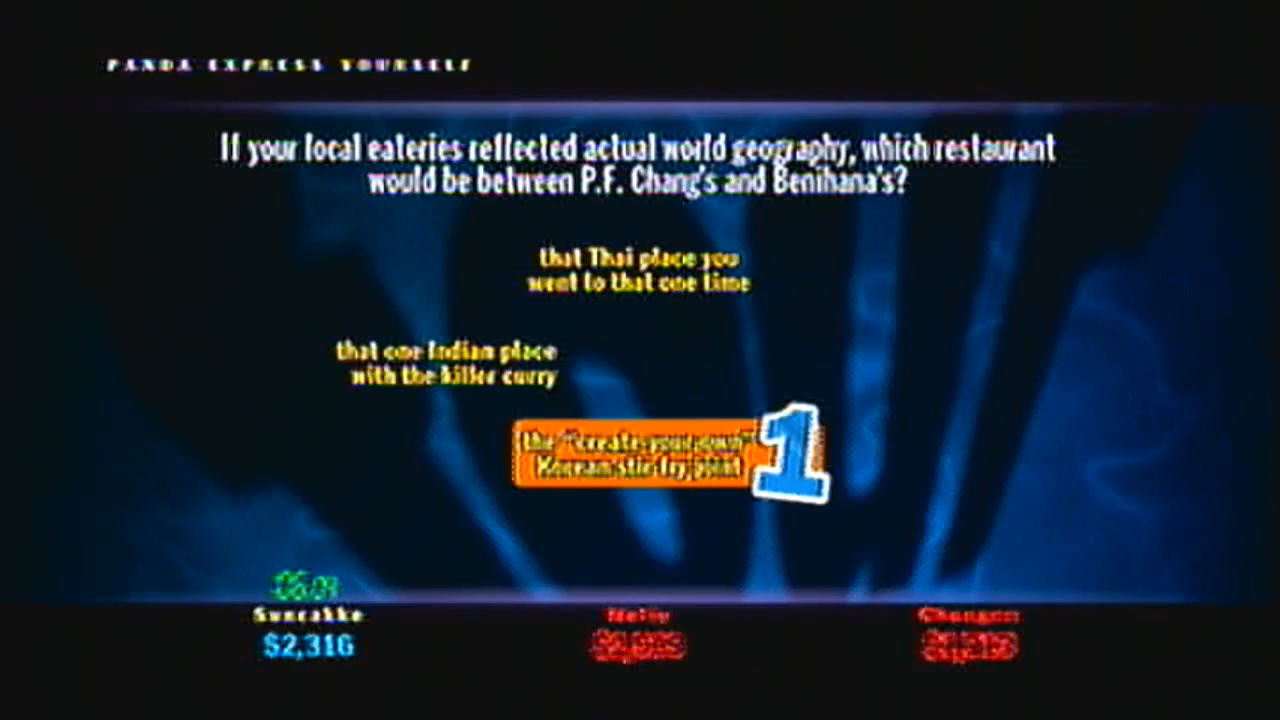 PANDA EXPRESS YOURSELF
If your local eateries reflected actual world geography, which restaurant
would be between P.F. Chang's and Benihana's?
that Thai place you
went to that one time
that one Indian place
with the killer curry
the "create-your-own"
Korean stir-fry joint
1
$2,316